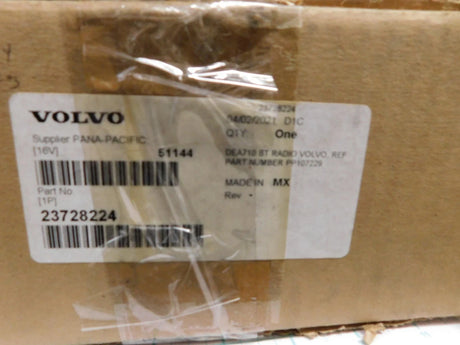 VOLVO
Supplier PANA-PACIFIC
[16V] 51144
Part No.
[1P]
23728224
23728224
04/02/2021 D1C
QTY: One
DEA710 BT RADIO VOLVO, REF
PART NUMBER PP107229
MADE IN MX
Rev -